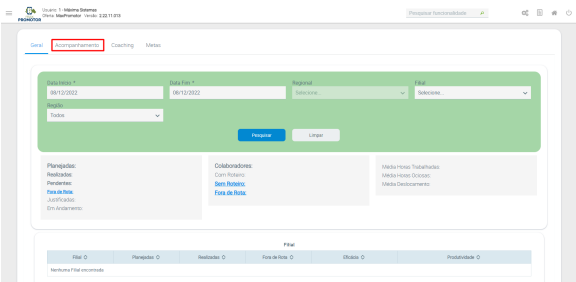 PROMOTOR
Usuário: 1 - Máxima Sistemas
Cliente: MaxPromotor Versão: 2.22.11.013
Pesquisar funcionalidade
Geral Acompanhamento Coaching Metas
Data Início * Data Fim * Regional Filial
08/12/2022 08/12/2022 Selecione... Selecione...
Região
Todos
Pesquisar Limpar
Planejadas: Colaboradores: Média Horas Trabalhadas:
Realizadas: Com Roteiro: Média Horas Ociosas:
Pendentes: Sem Roteiro: Média Deslocamento:
Fora de Rota: Fora de Rota:
Justificadas:
Em Andamento:
Filial
Filial Planejadas Realizadas Fora de Rota Eficácia Produtividade
Nenhuma Filial encontrada